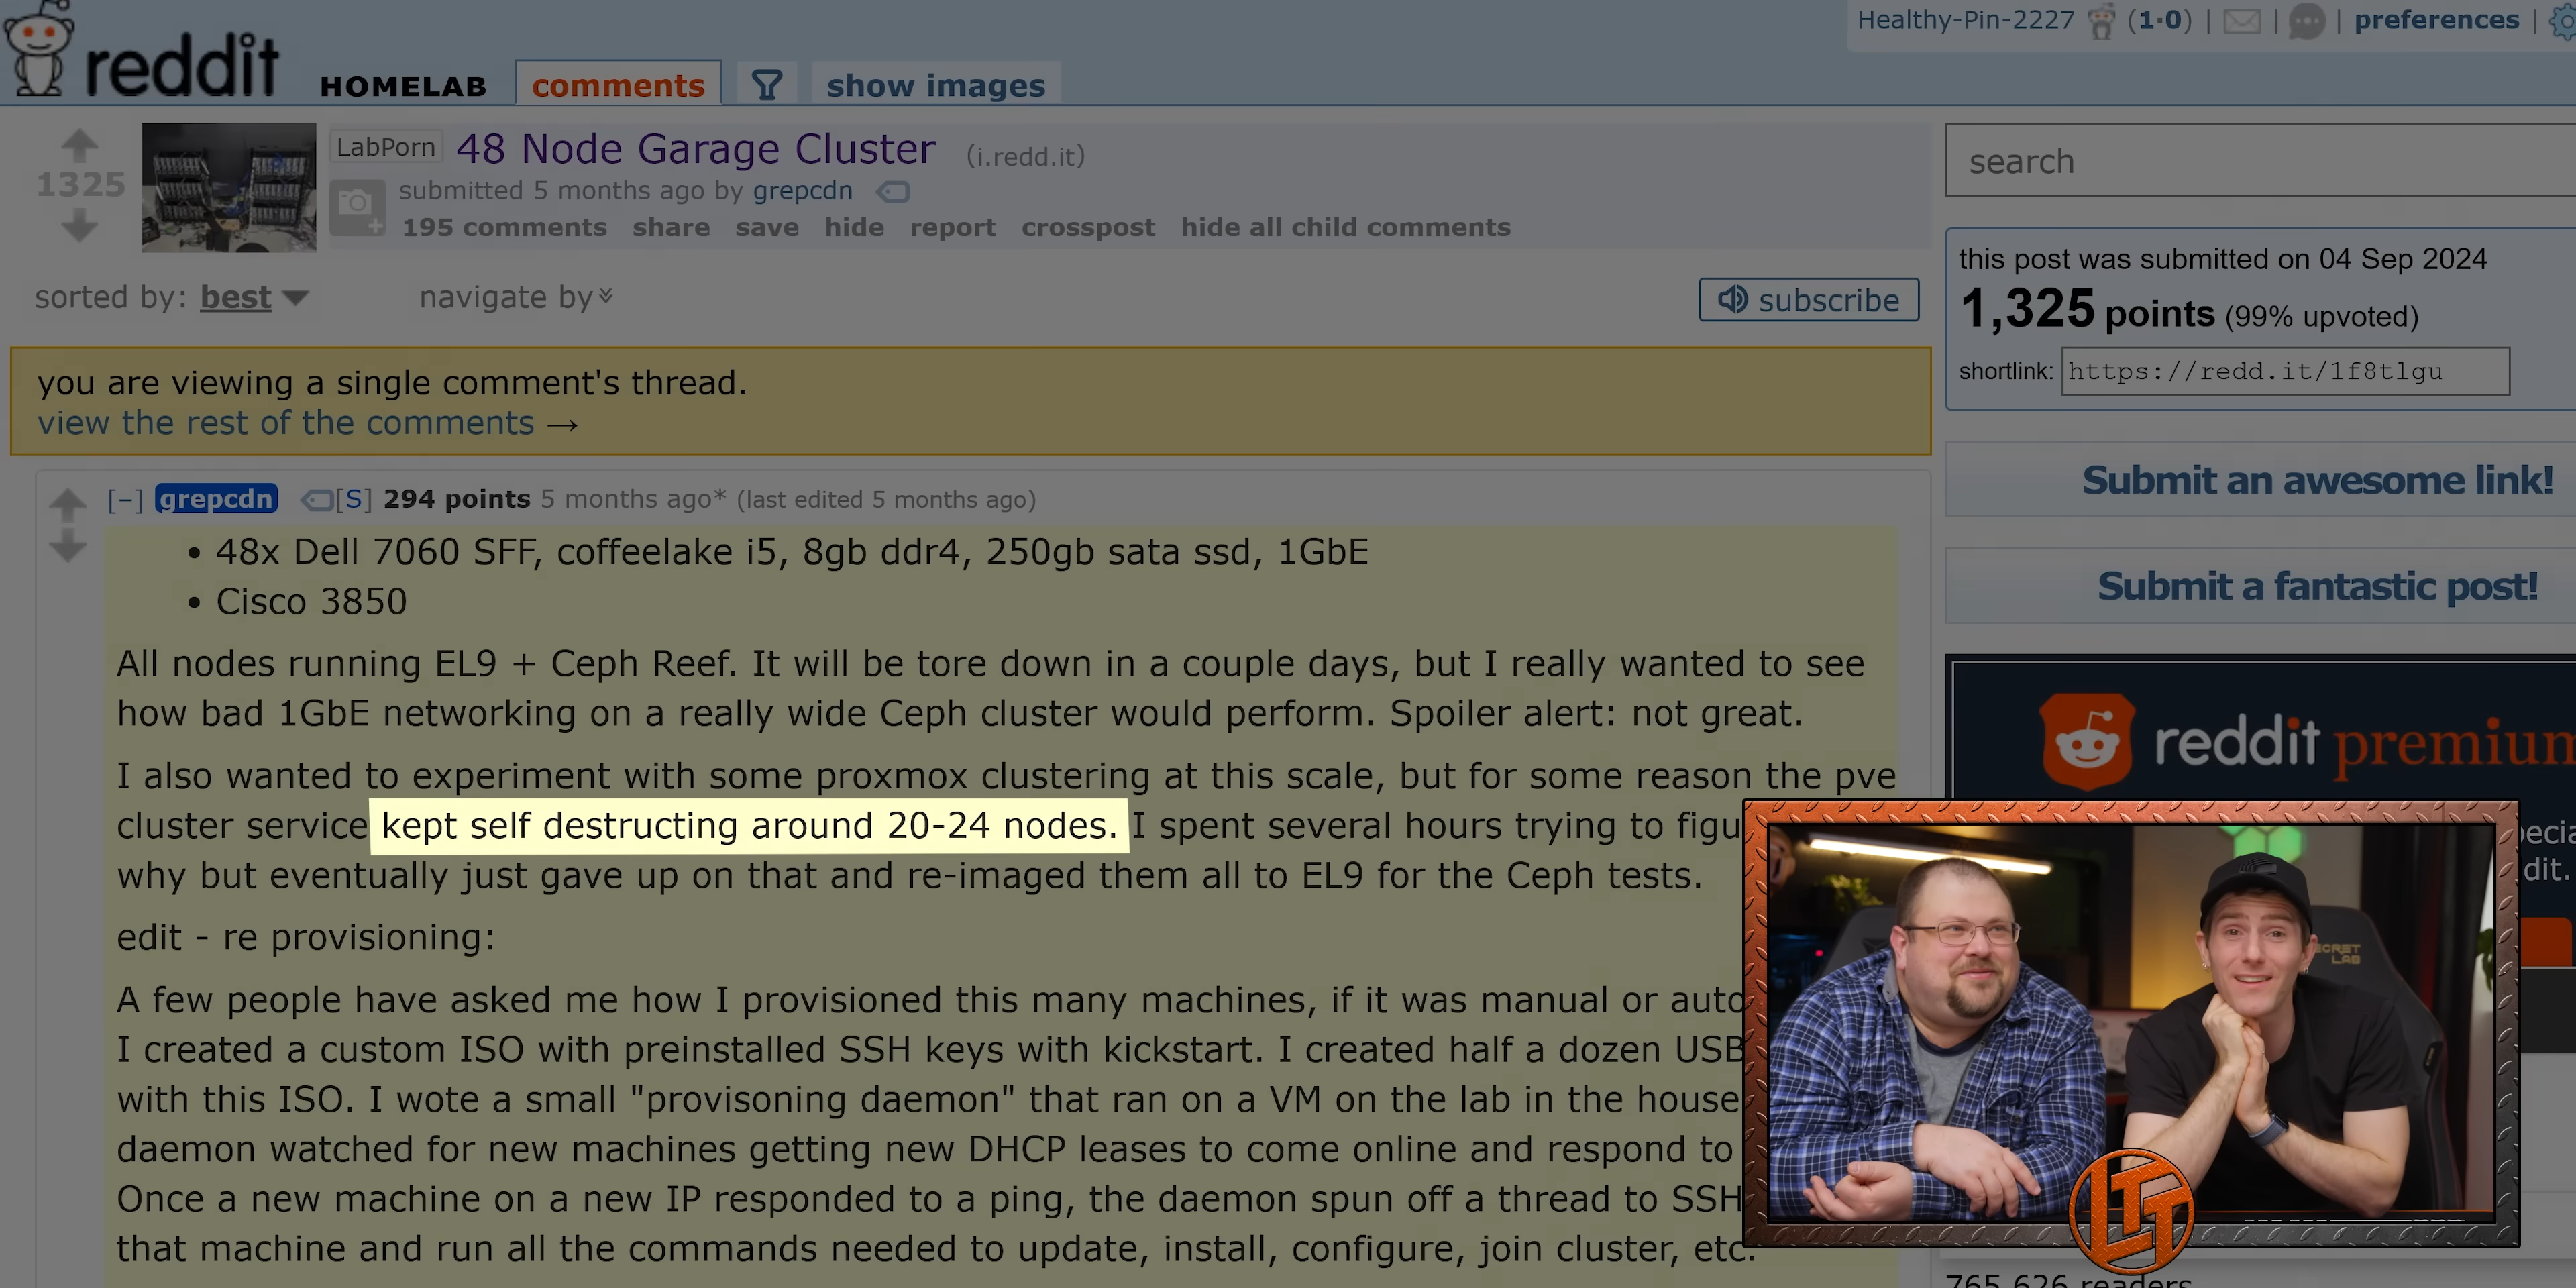 Healthy-Pin-2227 (1·0) | | | preferences |
reddit HOMELAB comments show images
1325
LabPorn 48 Node Garage Cluster (i.redd.it)
submitted 5 months ago by grepcdn
195 comments share save hide report crosspost hide all child comments
sorted by: best navigate by
subscribe
you are viewing a single comment's thread.
view the rest of the comments →
[–] grepcdn [S] 294 points 5 months ago* (last edited 5 months ago)
• 48x Dell 7060 SFF, coffeelake i5, 8gb ddr4, 250gb sata ssd, 1GbE
• Cisco 3850
All nodes running EL9 + Ceph Reef. It will be tore down in a couple days, but I really wanted to see
how bad 1GbE networking on a really wide Ceph cluster would perform. Spoiler alert: not great.
I also wanted to experiment with some proxmox clustering at this scale, but for some reason the pve
cluster service kept self destructing around 20-24 nodes. I spent several hours trying to figu
why but eventually just gave up on that and re-imaged them all to EL9 for the Ceph tests.
edit - re provisioning:
A few people have asked me how I provisioned this many machines, if it was manual or auto
I created a custom ISO with preinstalled SSH keys with kickstart. I created half a dozen USB
with this ISO. I wote a small "provisoning daemon" that ran on a VM on the lab in the house
daemon watched for new machines getting new DHCP leases to come online and respond to
Once a new machine on a new IP responded to a ping, the daemon spun off a thread to SSH
that machine and run all the commands needed to update, install, configure, join cluster, etc.
search
this post was submitted on 04 Sep 2024
1,325 points (99% upvoted)
shortlink: https://redd.it/1f8tlgu
Submit an awesome link!
Submit a fantastic post!
reddit premium
dit.
SECRET
LAB
LTT
765,626 readers